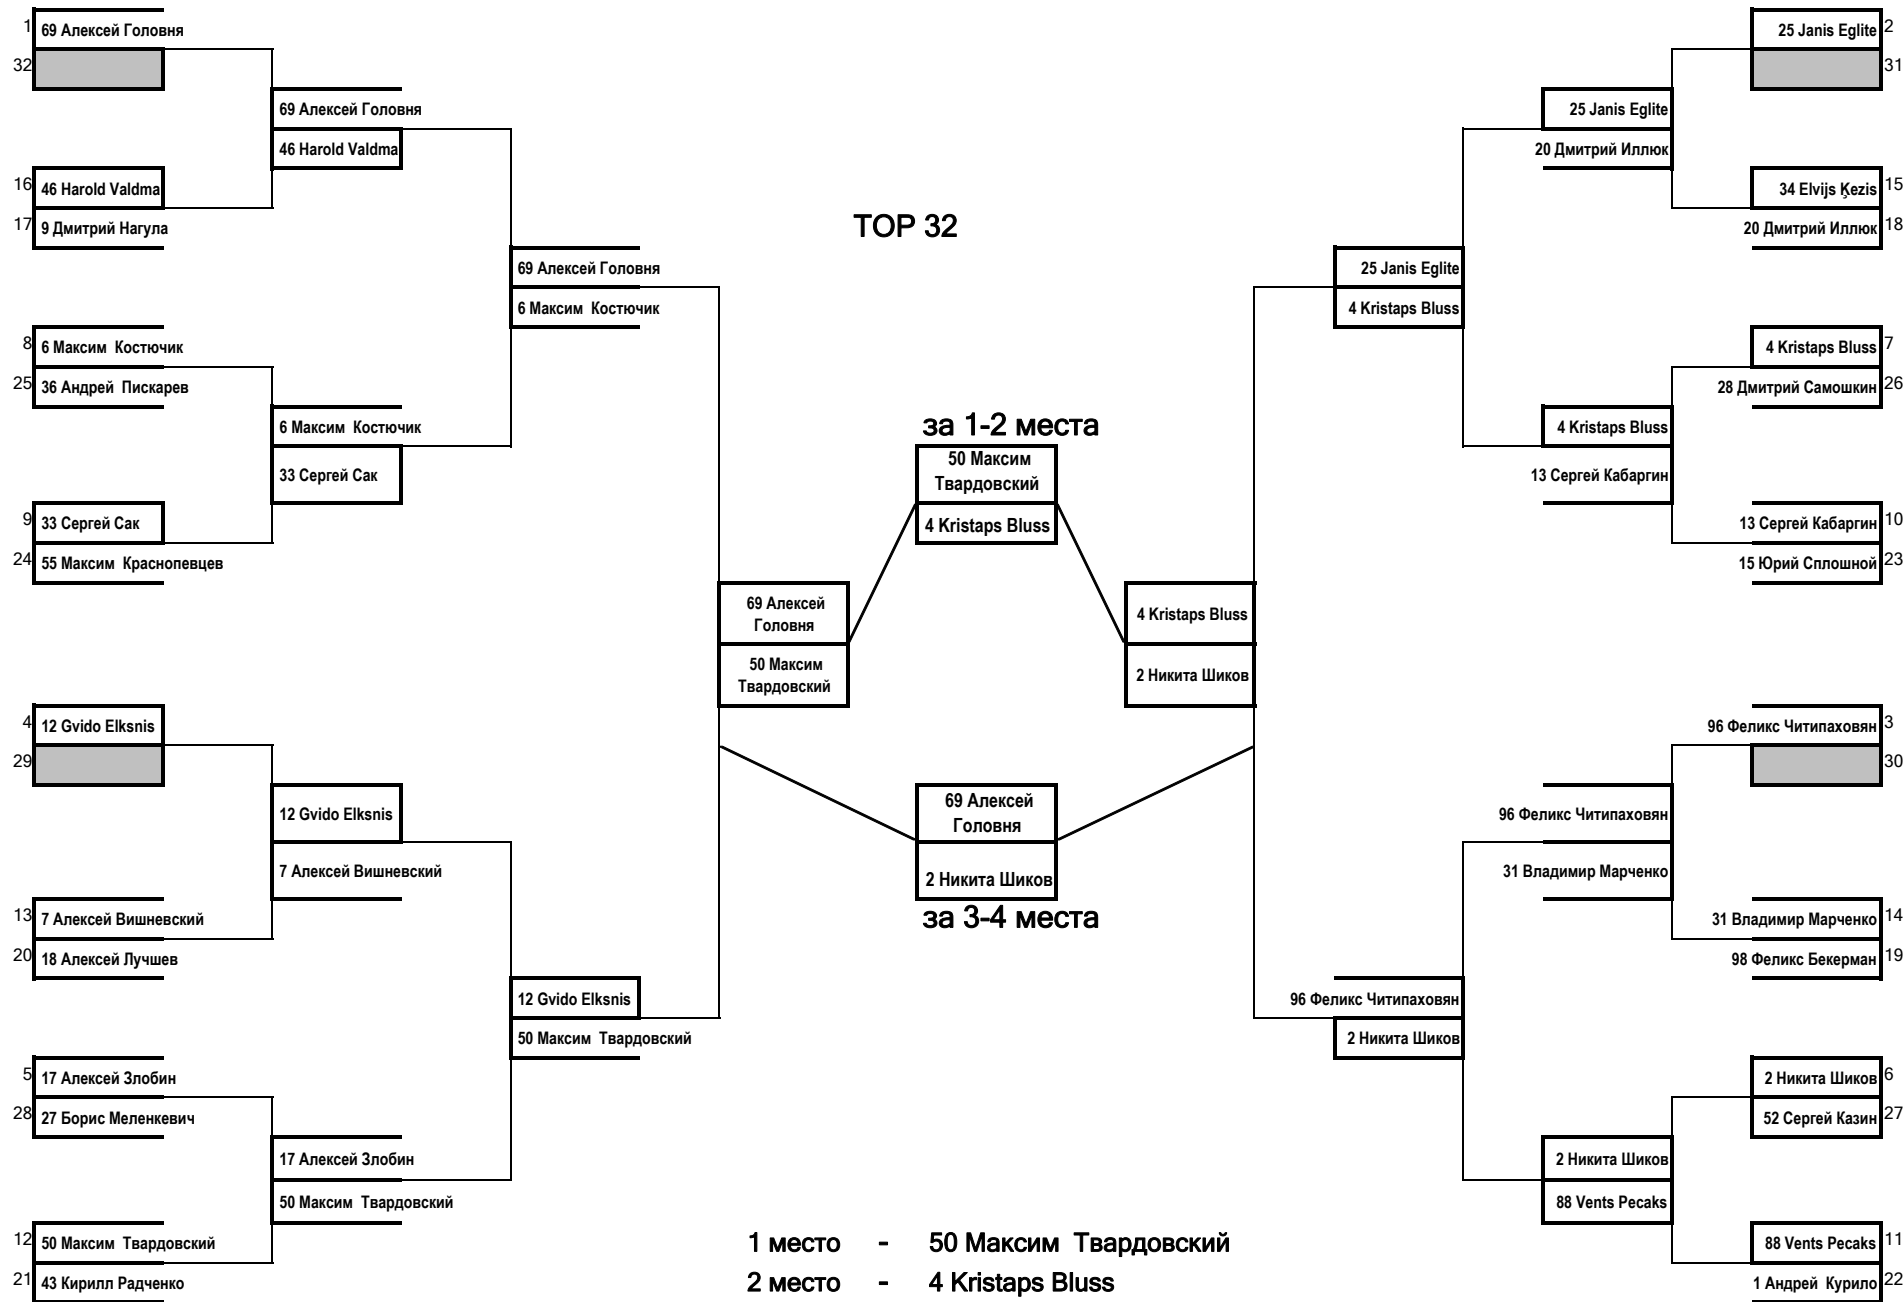 1 69 Алексей Головня
32
69 Алексей Головня
46 Harold Valdma
16 46 Harold Valdma
17 9 Дмитрий Нагула
69 Алексей Головня
6 Максим Костючик
8 6 Максим Костючик
25 36 Андрей Пискарев
6 Максим Костючик
33 Сергей Сак
9 33 Сергей Сак
24 55 Максим Краснопевцев
69 Алексей
Головня
50 Максим
Твардовский
4 12 Gvido Elksnis
29
12 Gvido Elksnis
7 Алексей Вишневский
13 7 Алексей Вишневский
20 18 Алексей Лучшев
12 Gvido Elksnis
50 Максим Твардовский
5 17 Алексей Злобин
28 27 Борис Меленкевич
17 Алексей Злобин
50 Максим Твардовский
12 50 Максим Твардовский
21 43 Кирилл Радченко
TOP 32
за 1-2 места
50 Максим
Твардовский
4 Kristaps Bluss
69 Алексей
Головня
2 Никита Шиков
за 3-4 места
1 место - 50 Максим Твардовский
2 место - 4 Kristaps Bluss
25 Janis Eglite 2
31
25 Janis Eglite
20 Дмитрий Иллюк
34 Elvijs Ķezis 15
20 Дмитрий Иллюк 18
25 Janis Eglite
4 Kristaps Bluss
4 Kristaps Bluss 7
28 Дмитрий Самошкин 26
4 Kristaps Bluss
13 Сергей Кабаргин
13 Сергей Кабаргин 10
15 Юрий Сплошной 23
4 Kristaps Bluss
2 Никита Шиков
96 Феликс Читипаховян 3
30
96 Феликс Читипаховян
31 Владимир Марченко
31 Владимир Марченко 14
98 Феликс Бекерман 19
96 Феликс Читипаховян
2 Никита Шиков
2 Никита Шиков 6
52 Сергей Казин 27
2 Никита Шиков
88 Vents Pecaks
88 Vents Pecaks 11
1 Андрей Курило 22